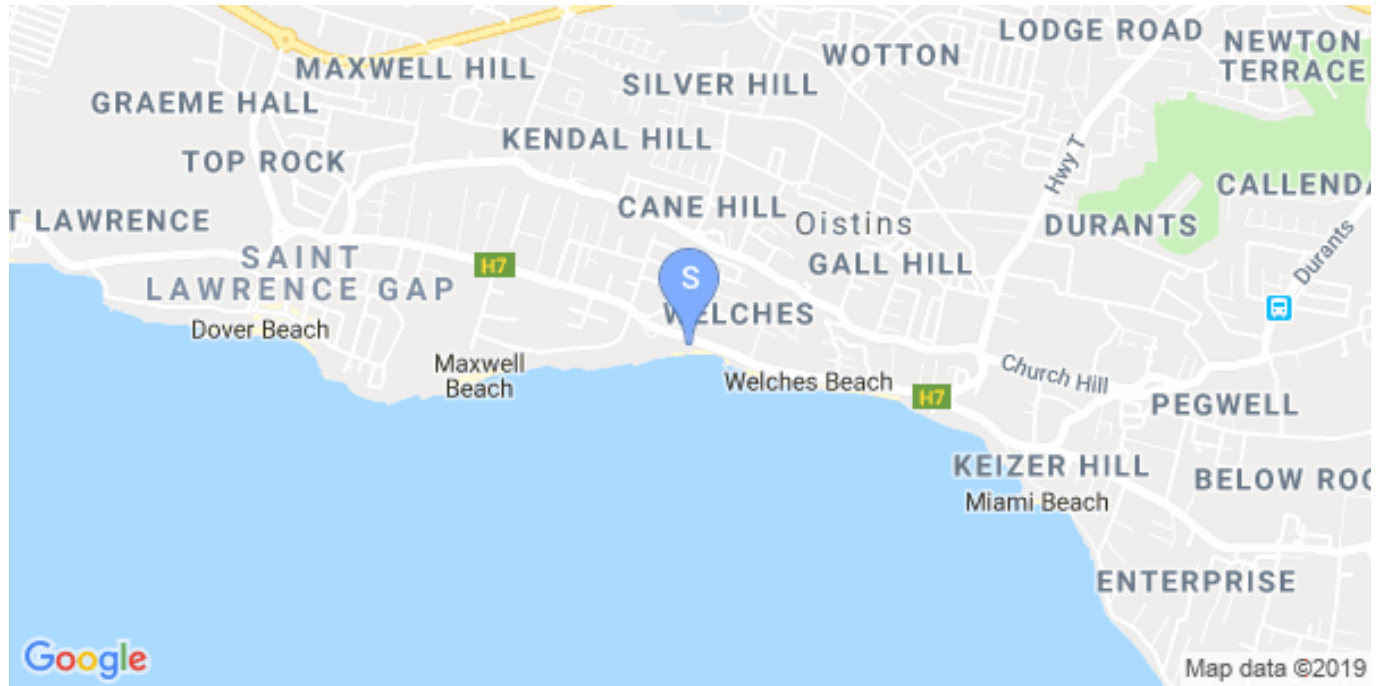 LODGE ROAD
NEWTON
TERRACE
WOTTON
MAXWELL HILL
SILVER HILL
GRAEME HALL
KENDAL HILL
TOP ROCK
Hwy T
CALLENDA
CANE HILL
T LAWRENCE
Oistins
DURANTS
Durants
SAINT
LAWRENCE GAP
H7
GALL HILL
S
WELCHES
Dover Beach
Maxwell
Beach
Welches Beach
H7
Church Hill
PEGWELL
KEIZER HILL
BELOW ROC
Miami Beach
ENTERPRISE
Google
Map data ©2019